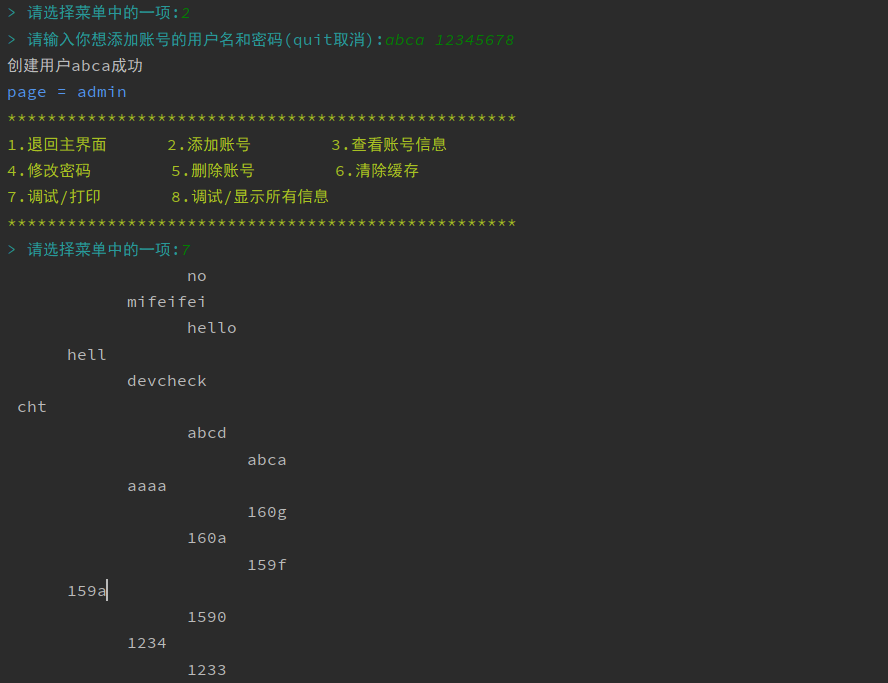 > 请选择菜单中的一项:2
> 请输入你想添加账号的用户名和密码(quit取消):abca 12345678
创建用户abca成功
page = admin
***************************************************
1.退回主界面 2.添加账号 3.查看账号信息
4.修改密码 5.删除账号 6.清除缓存
7.调试/打印 8.调试/显示所有信息
***************************************************
> 请选择菜单中的一项:7
no
mifeifei
hello
hell
devcheck
cht
abcd
abca
aaaa
160g
160a
159f
159a
1590
1234
1233